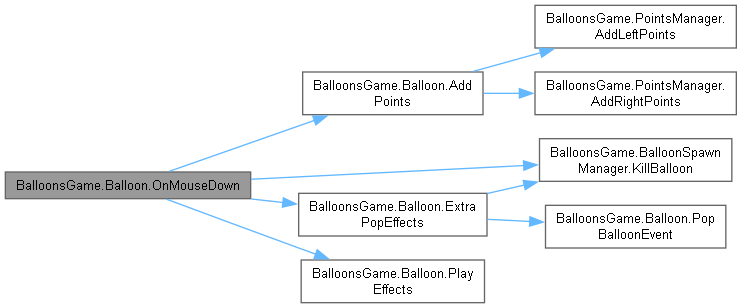 BalloonsGame.Balloon.OnMouseDown
BalloonsGame.Balloon.Add
Points
BalloonsGame.PointsManager.
AddLeftPoints
BalloonsGame.PointsManager.
AddRightPoints
BalloonsGame.BalloonSpawn
Manager.KillBalloon
BalloonsGame.Balloon.Extra
PopEffects
BalloonsGame.Balloon.Pop
BalloonEvent
BalloonsGame.Balloon.Play
Effects